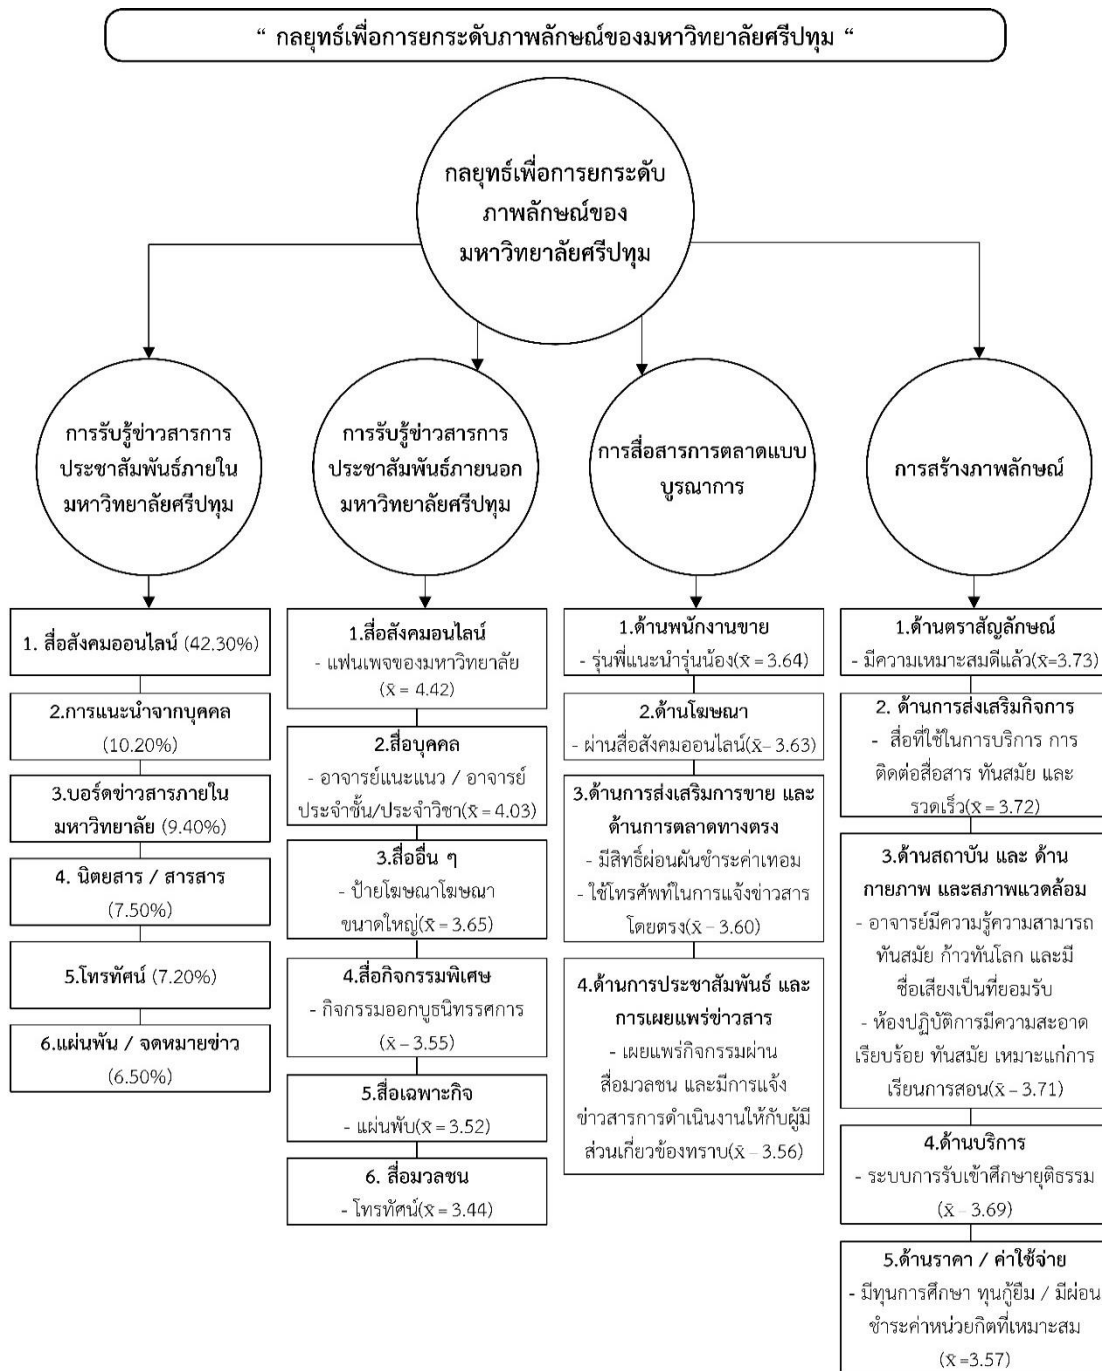 “ กลยุทธ์เพื่อการยกระดับภาพลักษณ์ของมหาวิทยาลัยศรีปทุม “
กลยุทธ์เพื่อการยกระดับ
ภาพลักษณ์ของ
มหาวิทยาลัยศรีปทุม
การรับรู้ข่าวสารการ
ประชาสัมพันธ์ภายใน
มหาวิทยาลัยศรีปทุม
1. สื่อสังคมออนไลน์ (42.30%)
2.การแนะนำจากบุคคล
(10.20%)
3.บอร์ดข่าวสารภายใน
มหาวิทยาลัย (9.40%)
4. นิตยสาร / สารสาร
(7.50%)
5.โทรทัศน์ (7.20%)
6.แผ่นพัน / จดหมายข่าว
(6.50%)
การรับรู้ข่าวสารการ
ประชาสัมพันธ์ภายนอก
มหาวิทยาลัยศรีปทุม
1.สื่อสังคมอนไลน์
- แฟนเพจของมหาวิทยาลัย
(x̄ = 4.42)
2.สื่อบุคคล
- อาจารย์แนะแนว / อาจารย์
ประจำชั้น/ประจำวิชา(x̄ = 4.03)
3.สื่ออื่น ๆ
- ป้ายโฆษณาโฆษณา
ขนาดใหญ่(x̄ = 3.65)
4.สื่อกิจกรรมพิเศษ
- กิจกรรมออกบูธนิทรรศการ
(x̄ – 3.55)
5.สื่อเฉพาะกิจ
- แผ่นพับ(x̄ = 3.52)
6. สื่อมวลชน
- โทรทัศน์(x̄ = 3.44)
การสื่อสารการตลาดแบบ
บูรณาการ
1.ด้านพนักงานขาย
- รุ่นพี่แนะนำรุ่นน้อง(x̄ = 3.64)
2.ด้านโฆษณา
- ผ่านสื่อสังคมออนไลน์(x̄ – 3.63)
3.ด้านการส่งเสริมการขาย และ
ด้านการตลาดทางตรง
- มีสิทธิ์ผ่อนผันชำระค่าเทอม
- ใช้โทรศัพท์ในการแจ้งข่าวสาร
โดยตรง(x̄ – 3.60)
4.ด้านการประชาสัมพันธ์ และ
การเผยแพร่ข่าวสาร
- เผยแพร่กิจกรรมผ่าน
สื่อมวลชน และมีการแจ้ง
ข่าวสารการดำเนินงานให้กับผู้มี
ส่วนเกี่ยวข้องทราบ(x̄ – 3.56)
การสร้างภาพลักษณ์
1.ด้านตราสัญลักษณ์
- มีความเหมาะสมดีแล้ว(x̄=3.73)
2. ด้านการส่งเสริมกิจการ
- สื่อที่ใช้ในการบริการ การ
ติดต่อสื่อสาร ทันสมัย และ
รวดเร็ว(x̄ = 3.72)
3.ด้านสถาบัน และ ด้าน
กายภาพ และสภาพแวดล้อม
- อาจารย์มีความรู้ความสามารถ
ทันสมัย ก้าวทันโลก และมี
ชื่อเสียงเป็นที่ยอมรับ
- ห้องปฏิบัติการมีความสะอาด
เรียบร้อย ทันสมัย เหมาะแก่การ
เรียนการสอน(x̄ – 3.71)
4.ด้านบริการ
- ระบบการรับเข้าศึกษายุติธรรม
(x̄ – 3.69)
5.ด้านราคา / ค่าใช้จ่าย
- มีทุนการศึกษา ทุนกู้ยืม / มีผ่อน
ชำระค่าหน่วยกิตที่เหมาะสม
(x̄ =3.57)